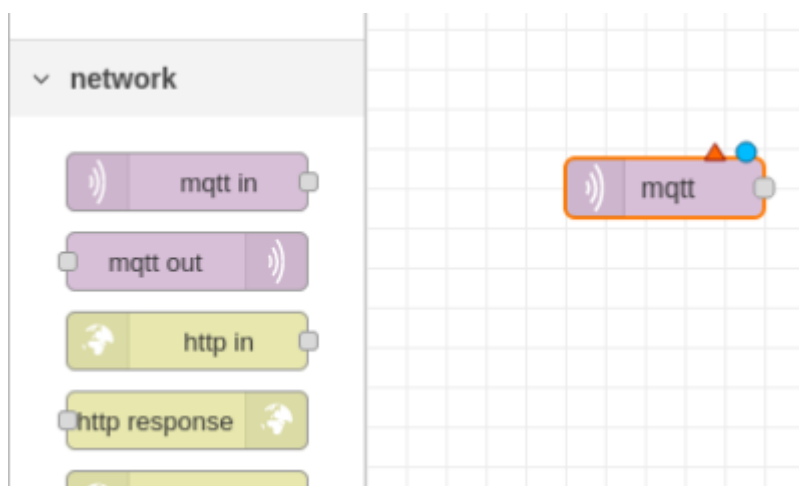 network
mqtt in
mqtt
mqtt out
http in
http response